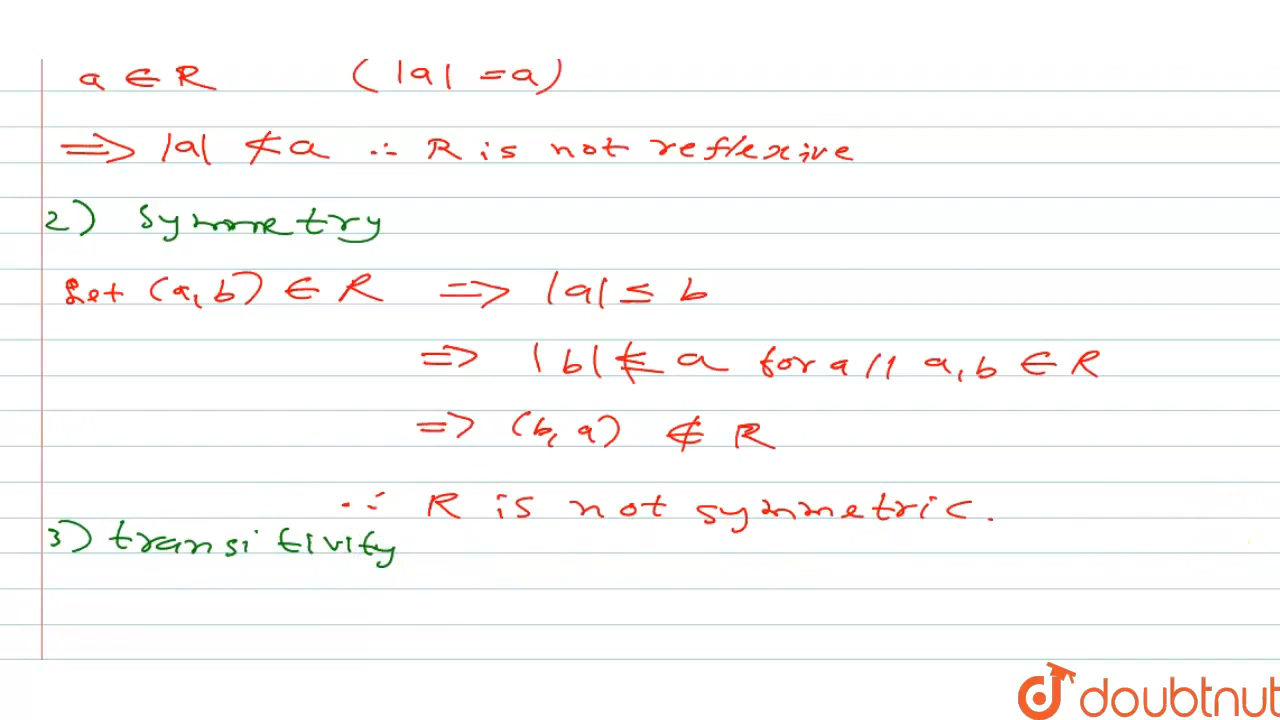 a ∈ R (|a| = a)
⇒ |a| ≮ a ∴ R is not reflexive
2) Symmetry
Let (a, b) ∈ R ⇒ |a| ≤ b
⇒ |b| ≰ a for all a, b ∈ R
⇒ (b, a) ∉ R
∴ R is not symmetric.
3) transitivity
doubtnut